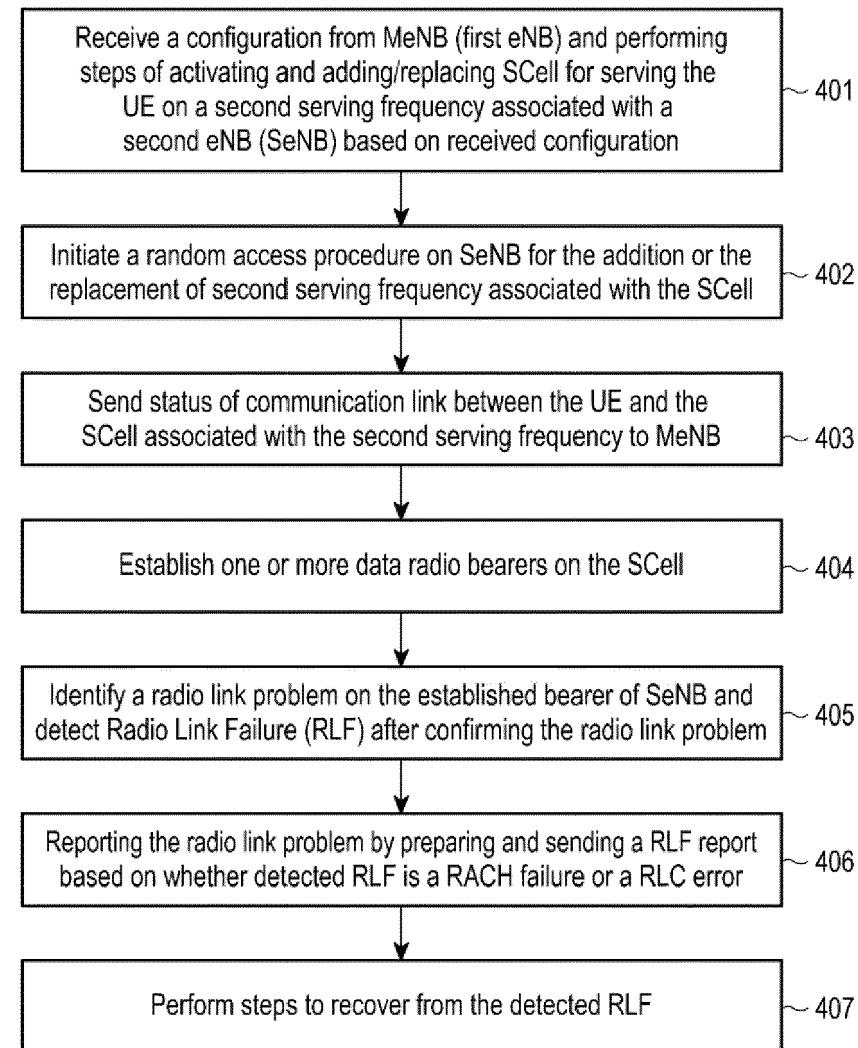 Receive a configuration from MeNB (first eNB) and performing
steps of activating and adding/replacing SCell for serving the
UE on a second serving frequency associated with a
second eNB (SeNB) based on received configuration
401
Initiate a random access procedure on SeNB for the addition or the
replacement of second serving frequency associated with the SCell
402
Send status of communication link between the UE and the
SCell associated with the second serving frequency to MeNB
403
Establish one or more data radio bearers on the SCell
404
Identify a radio link problem on the established bearer of SeNB and
detect Radio Link Failure (RLF) after confirming the radio link problem
405
Reporting the radio link problem by preparing and sending a RLF report
based on whether detected RLF is a RACH failure or a RLC error
406
Perform steps to recover from the detected RLF
407